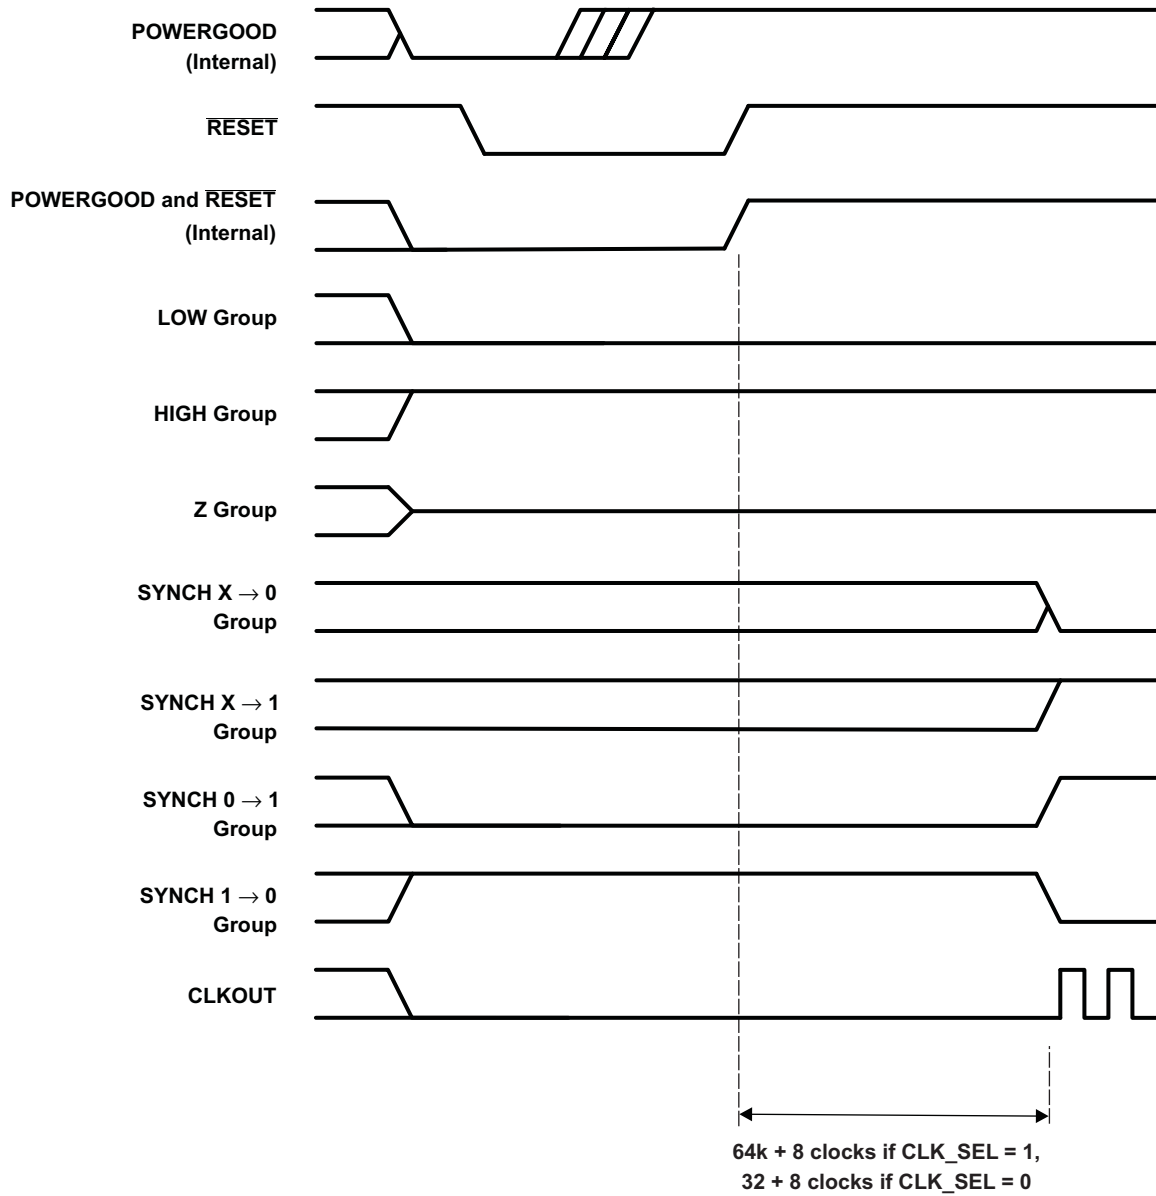 POWERGOOD
(Internal)
RESET
POWERGOOD and RESET
(Internal)
LOW Group
HIGH Group
Z Group
SYNCH X → 0
Group
SYNCH X → 1
Group
SYNCH 0 → 1
Group
SYNCH 1 → 0
Group
CLKOUT
64k + 8 clocks if CLK_SEL = 1,
32 + 8 clocks if CLK_SEL = 0